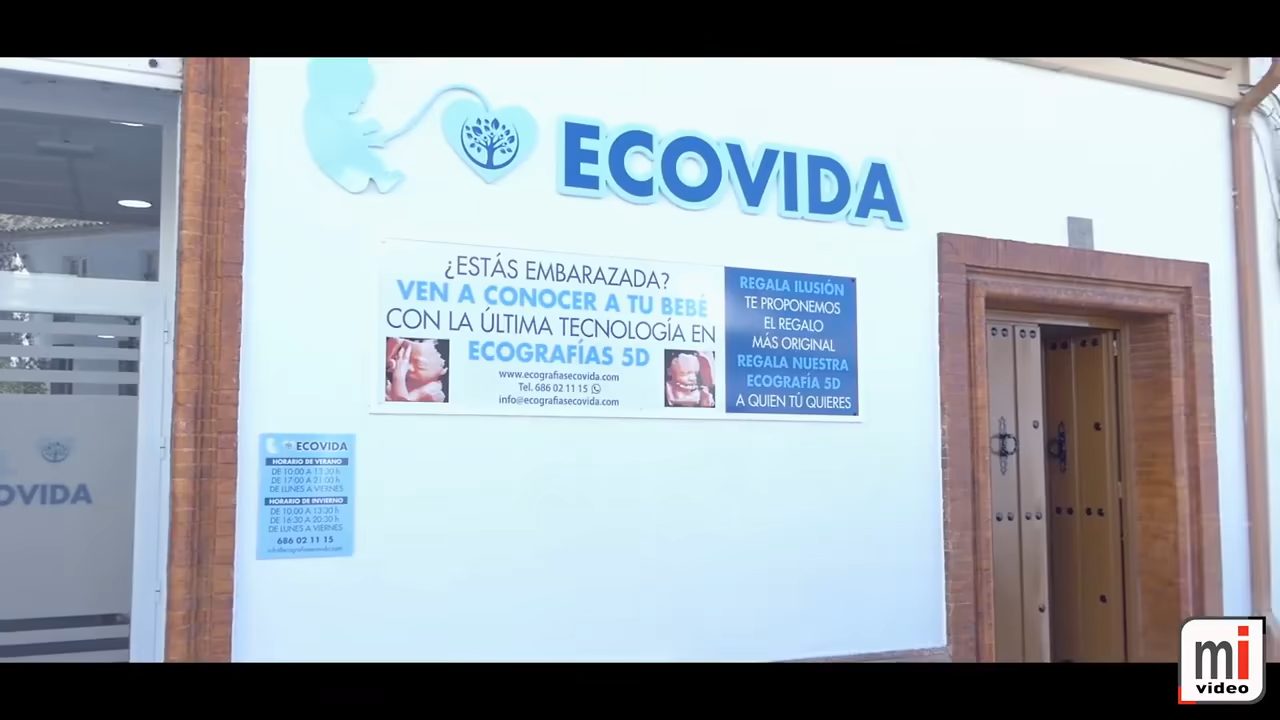 ECOVIDA
¿ESTÁS EMBARAZADA?
VEN A CONOCER A TU BEBÉ
CON LA ÚLTIMA TECNOLOGÍA EN
ECOGRAFÍAS 5D
www.ecografiasecovida.com
Tel. 686 02 11 15
info@ecografiasecovida.com
REGALA ILUSIÓN
TE PROPONEMOS
EL REGALO
MÁS ORIGINAL
REGALA NUESTRA
ECOGRAFÍA 5D
A QUIEN TÚ QUIERES
ECOVIDA
HORARIO DE VERANO
DE 10:00 A 13:30 h
DE 17:00 A 21:00 h
DE LUNES A VIERNES
HORARIO DE INVIERNO
DE 10:00 A 13:30 h
DE 16:30 A 20:30 h
DE LUNES A VIERNES
686 02 11 15
info@ecografiasecovida.com
OVIDA
mi
video